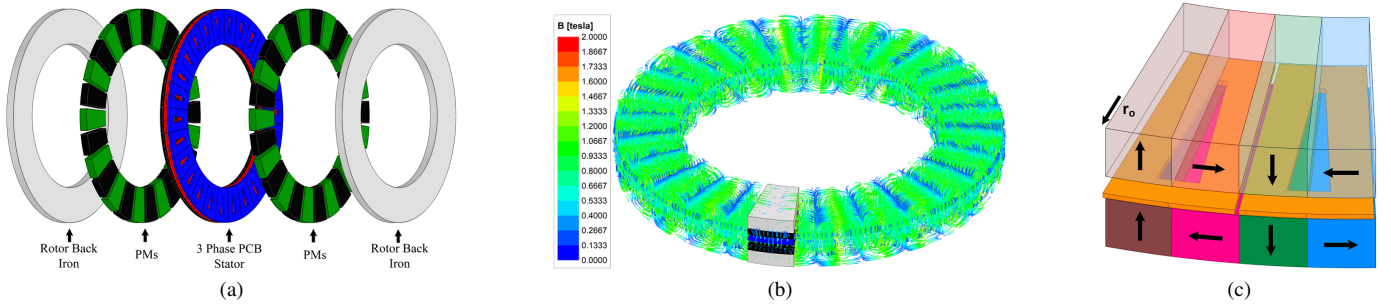 Rotor Back
Iron
PMs
3 Phase PCB
Stator
PMs
Rotor Back
Iron
(a)
B [tesla]
2.0000
1.8667
1.7333
1.6000
1.4667
1.3333
1.2000
1.0667
0.9333
0.8000
0.6667
0.5333
0.4000
0.2667
0.1333
0.0000
(b)
ro
(c)